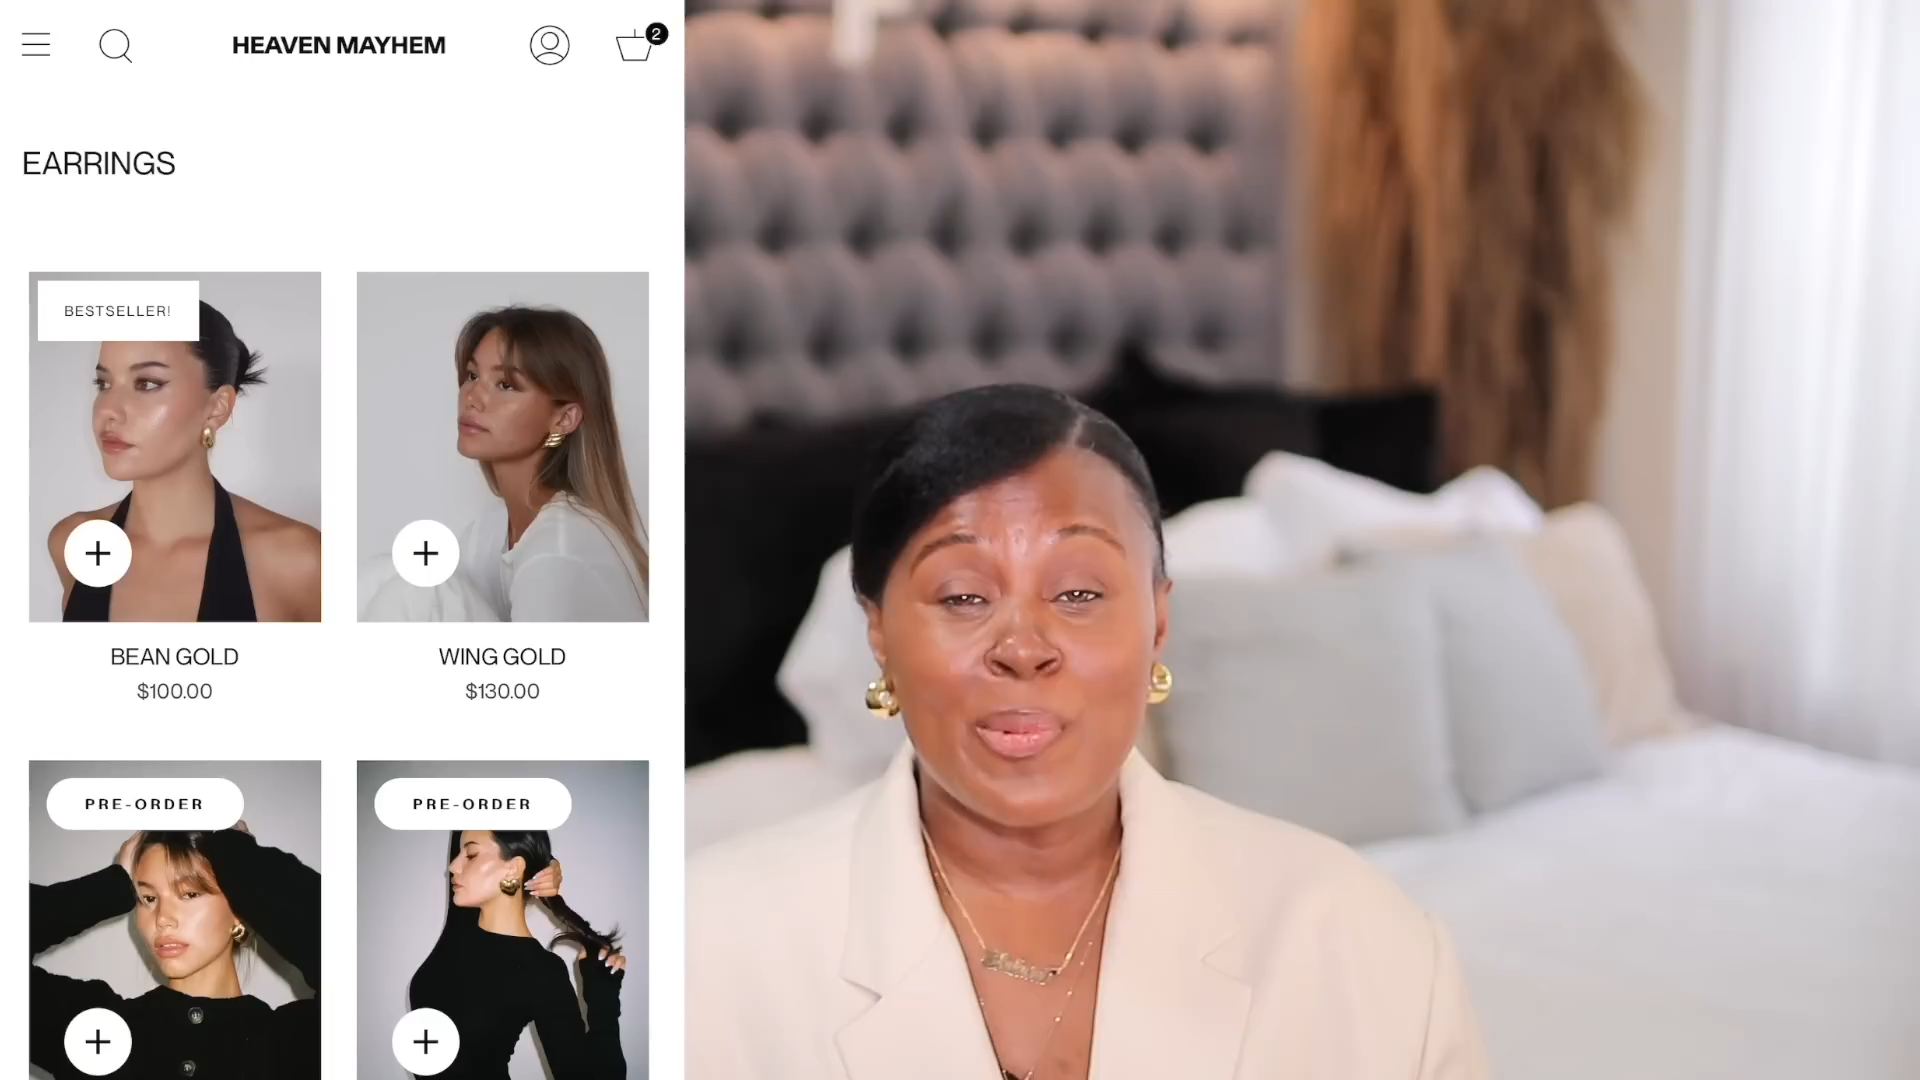 HEAVEN MAYHEM
2
EARRINGS
BESTSELLER!
BEAN GOLD
$100.00
WING GOLD
$130.00
PRE-ORDER
PRE-ORDER